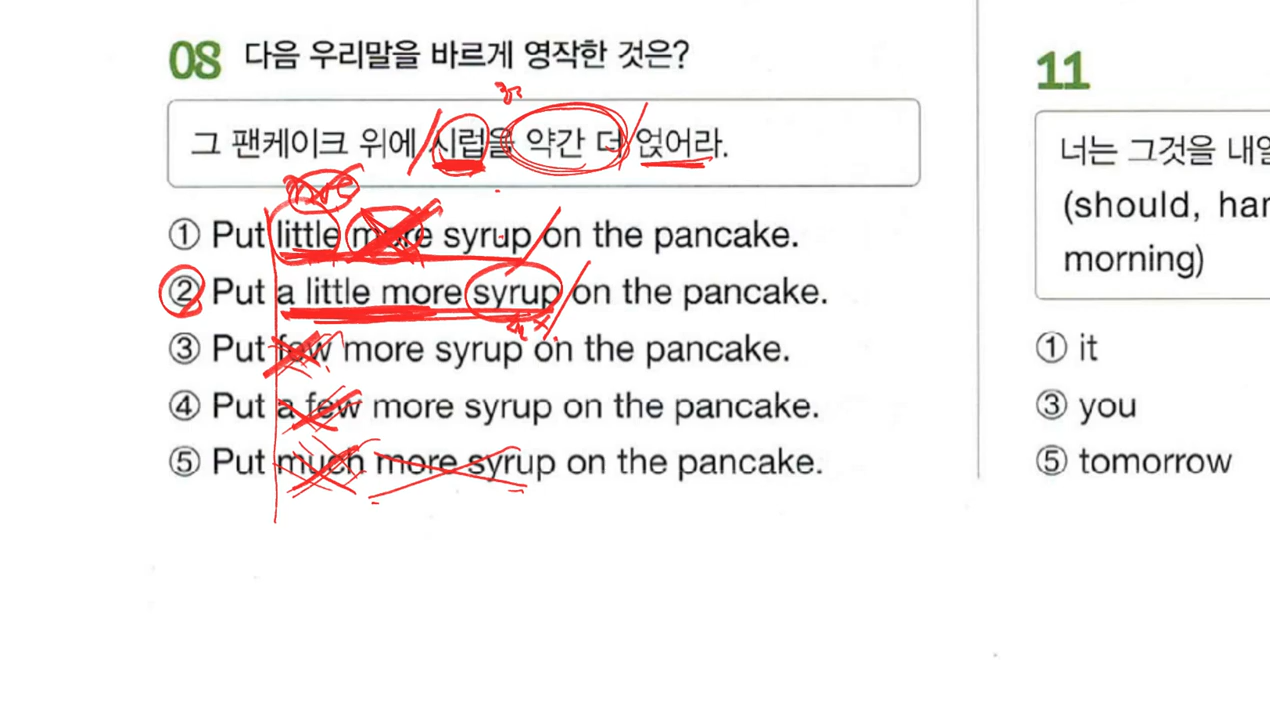 08 다음 우리말을 바르게 영작한 것은?
그 팬케이크 위에 시럽을 약간 더 얹어라.
① Put little more syrup on the pancake.
② Put a little more syrup on the pancake.
③ Put few more syrup on the pancake.
④ Put a few more syrup on the pancake.
⑤ Put much more syrup on the pancake.
11
너는 그것을 내일
(should, har
morning)
① it
③ you
⑤ tomorrow